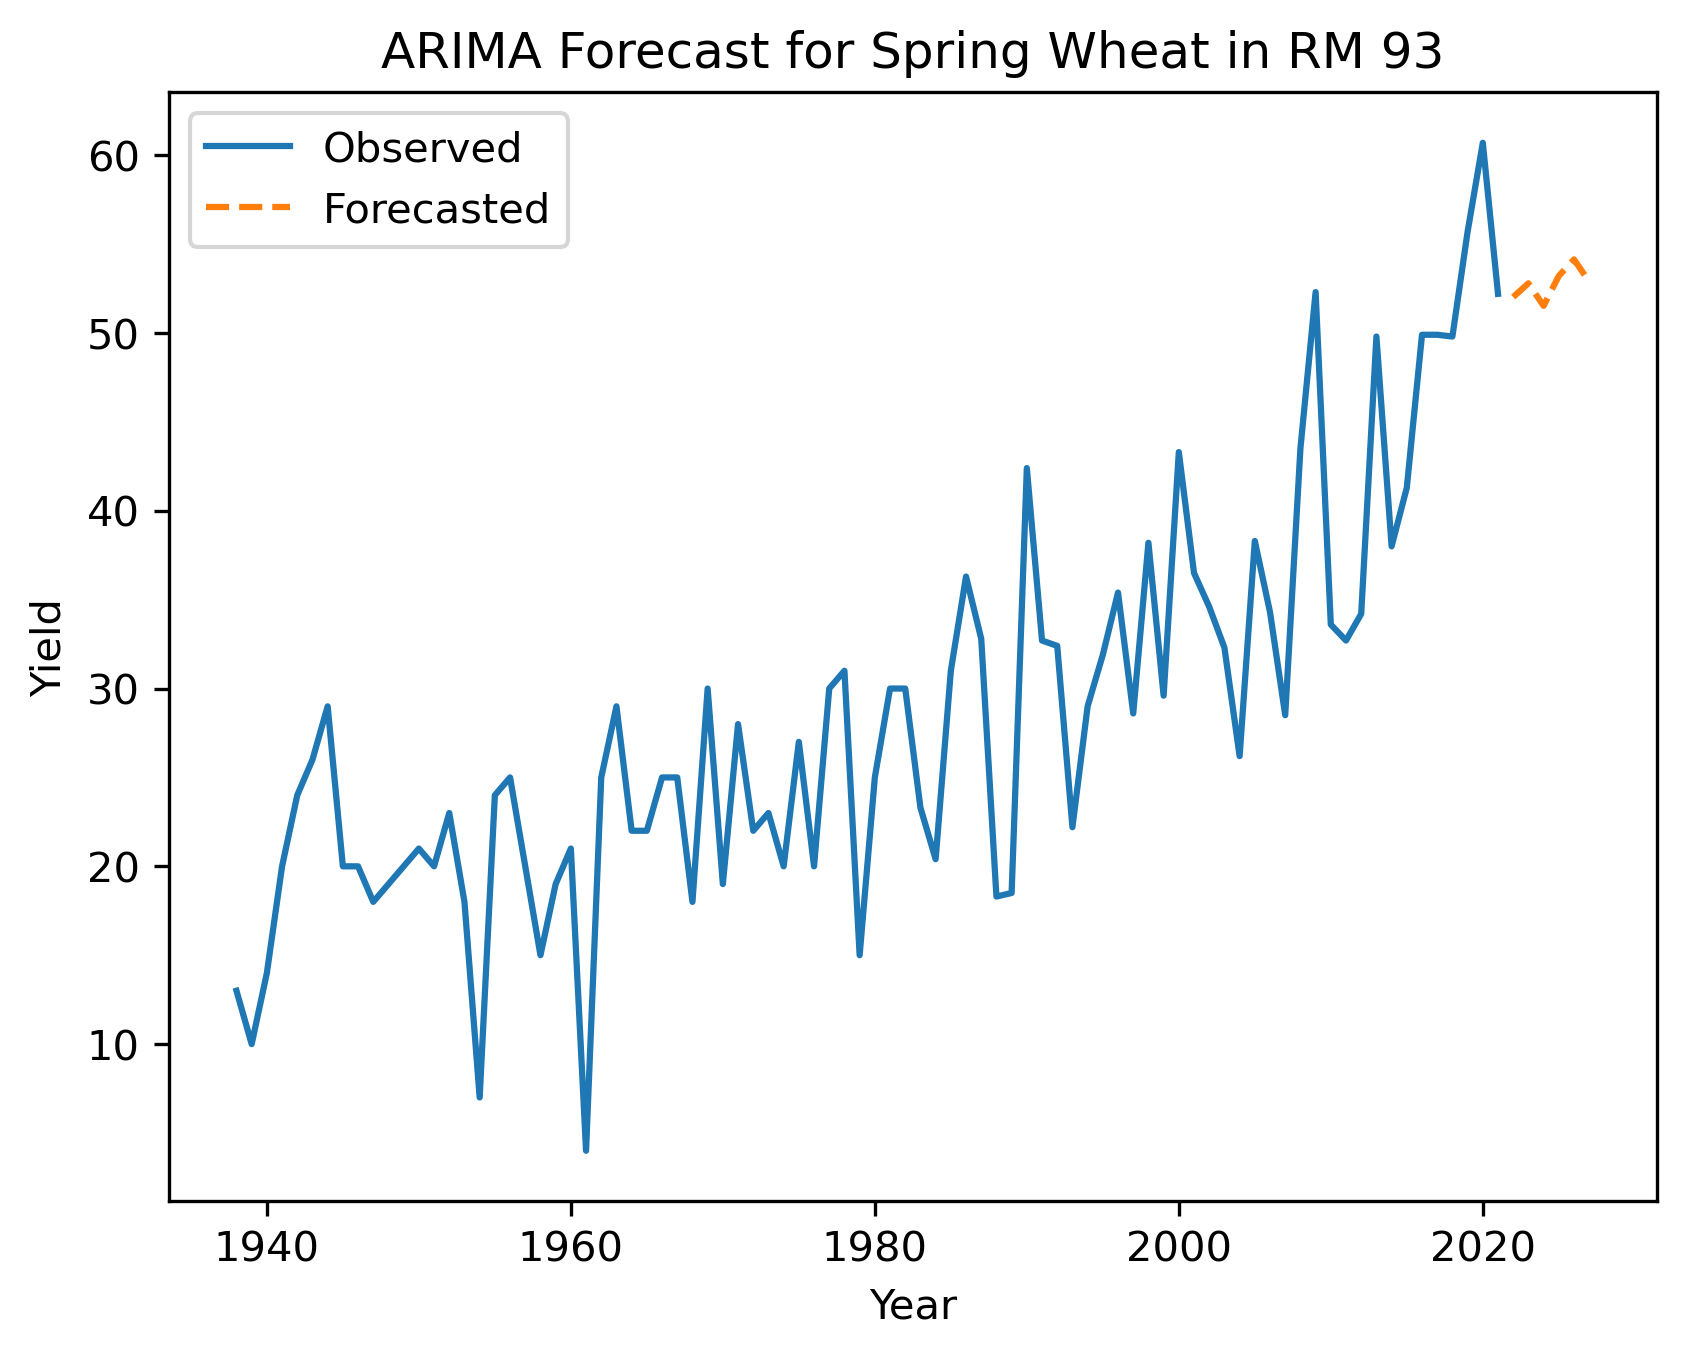 ARIMA Forecast for Spring Wheat in RM 93
Observed
Forecasted
60
50
40
30
20
10
Yield
1940 1960 1980 2000 2020
Year